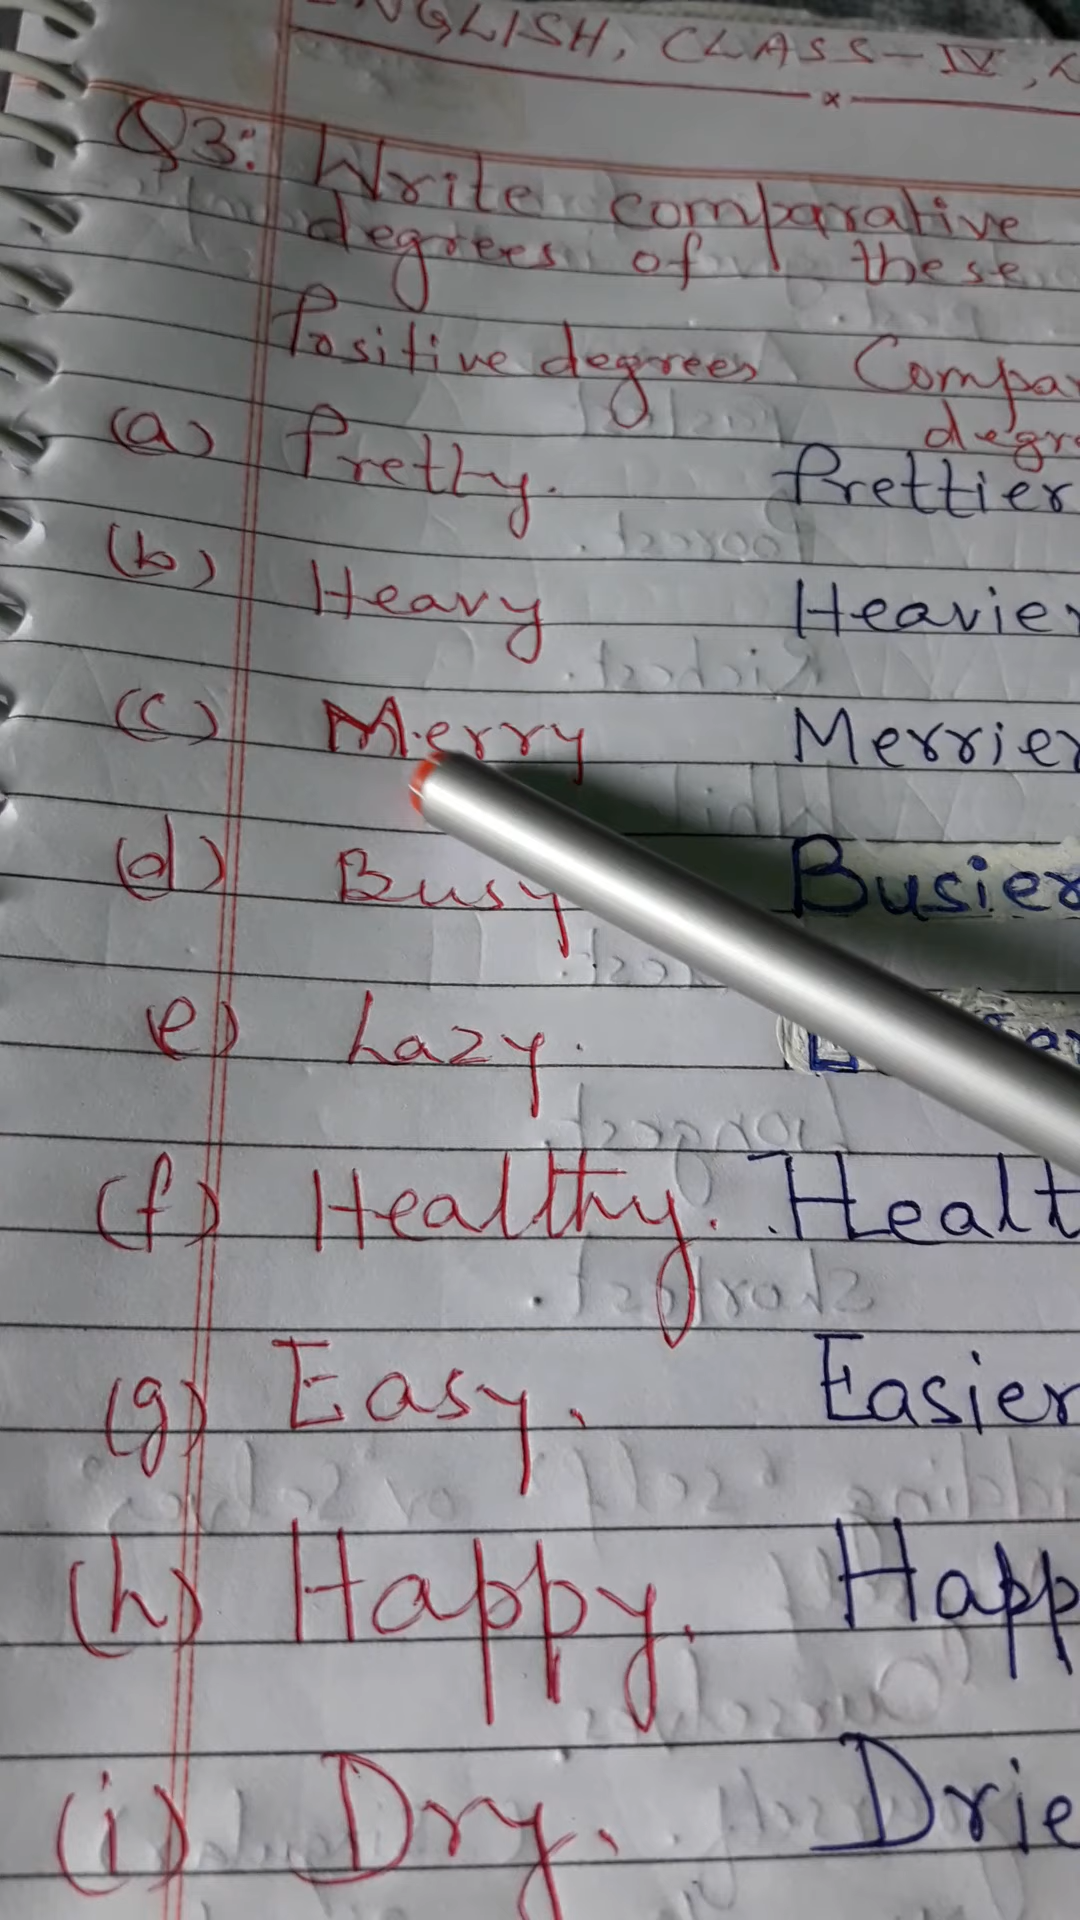 ENGLISH, CLASS-IV,
Q3: Write comparative
degrees of these
Positive degrees Compa
degr
(a) Pretty. Prettier
(b) Heavy Heavier
(c) Merry Merrier
(d) Busy Busier
e) Lazy.
(f) Healthy. Healt
(g) Easy. Easier
(h) Happy. Happ
(i) Dry. Drie